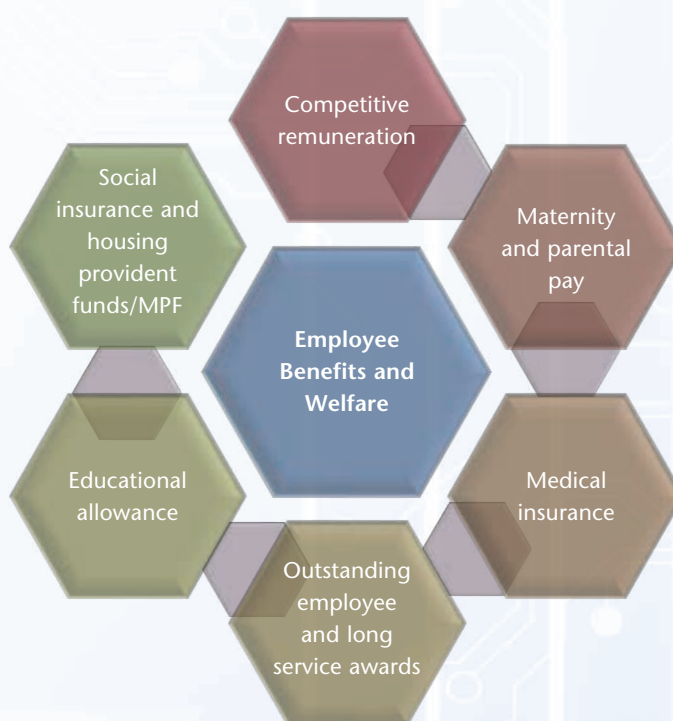 Competitive
remuneration
Maternity
and parental
pay
Medical
insurance
Outstanding
employee
and long
service awards
Educational
allowance
Social
insurance and
housing
provident
funds/MPF
Employee
Benefits and
Welfare